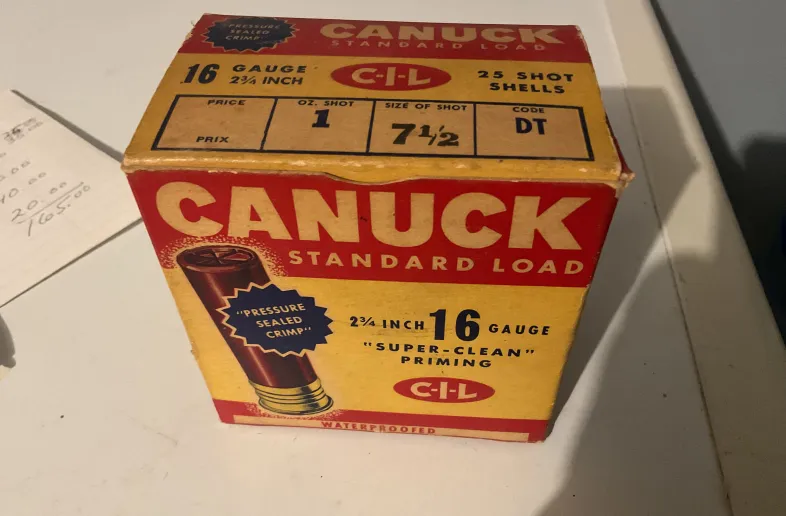 "PRESSURE
SEALED
CRIMP"
CANUCK
STANDARD LOAD
16 GAUGE
2¾ INCH
C-I-L
25 SHOT
SHELLS
PRICE
PRIX
OZ. SHOT
1
SIZE OF SHOT
7½
CODE
DT
CANUCK
STANDARD LOAD
"PRESSURE
SEALED
CRIMP"
2¾ INCH 16 GAUGE
"SUPER-CLEAN"
PRIMING
C-I-L
WATERPROOFED
20.00
165.00